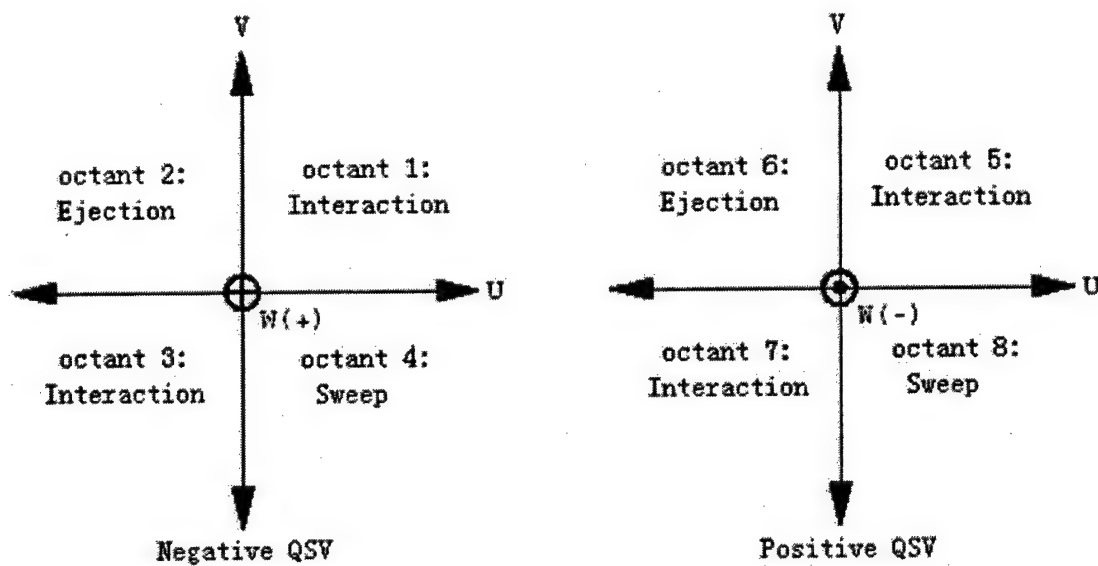 V
octant 2:
Ejection
octant 1:
Interaction
U
W(+)
octant 3:
Interaction
octant 4:
Sweep
Negative QSV
V
octant 6:
Ejection
octant 5:
Interaction
U
W(-)
octant 7:
Interaction
octant 8:
Sweep
Positive QSV